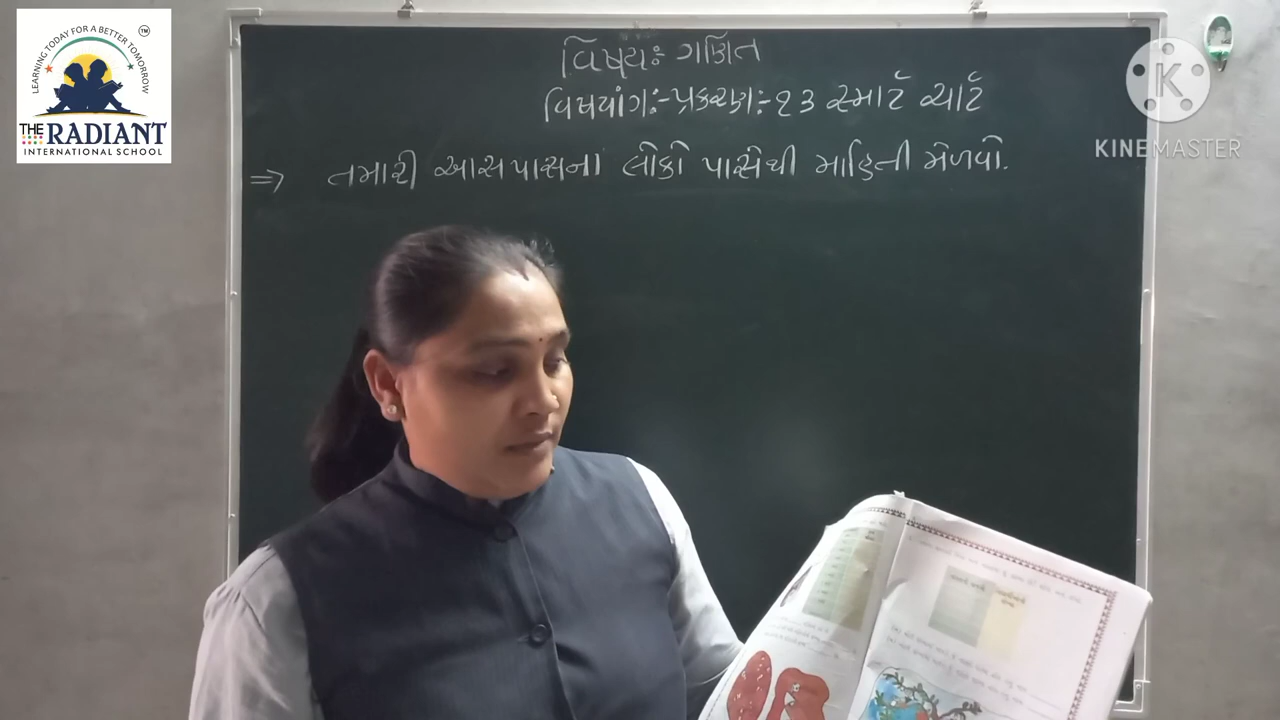 LEARNING TODAY FOR A BETTER TOMORROW
TM
THE RADIANT
INTERNATIONAL SCHOOL
K
KINEMASTER
વિષય:- ગણિત
વિષયાંગ:- પ્રકરણ:- ૧૩ સ્માર્ટ ચાર્ટ
⇒ તમારી આસપાસનાં લોકો પાસેથી માહિતી મેળવો.